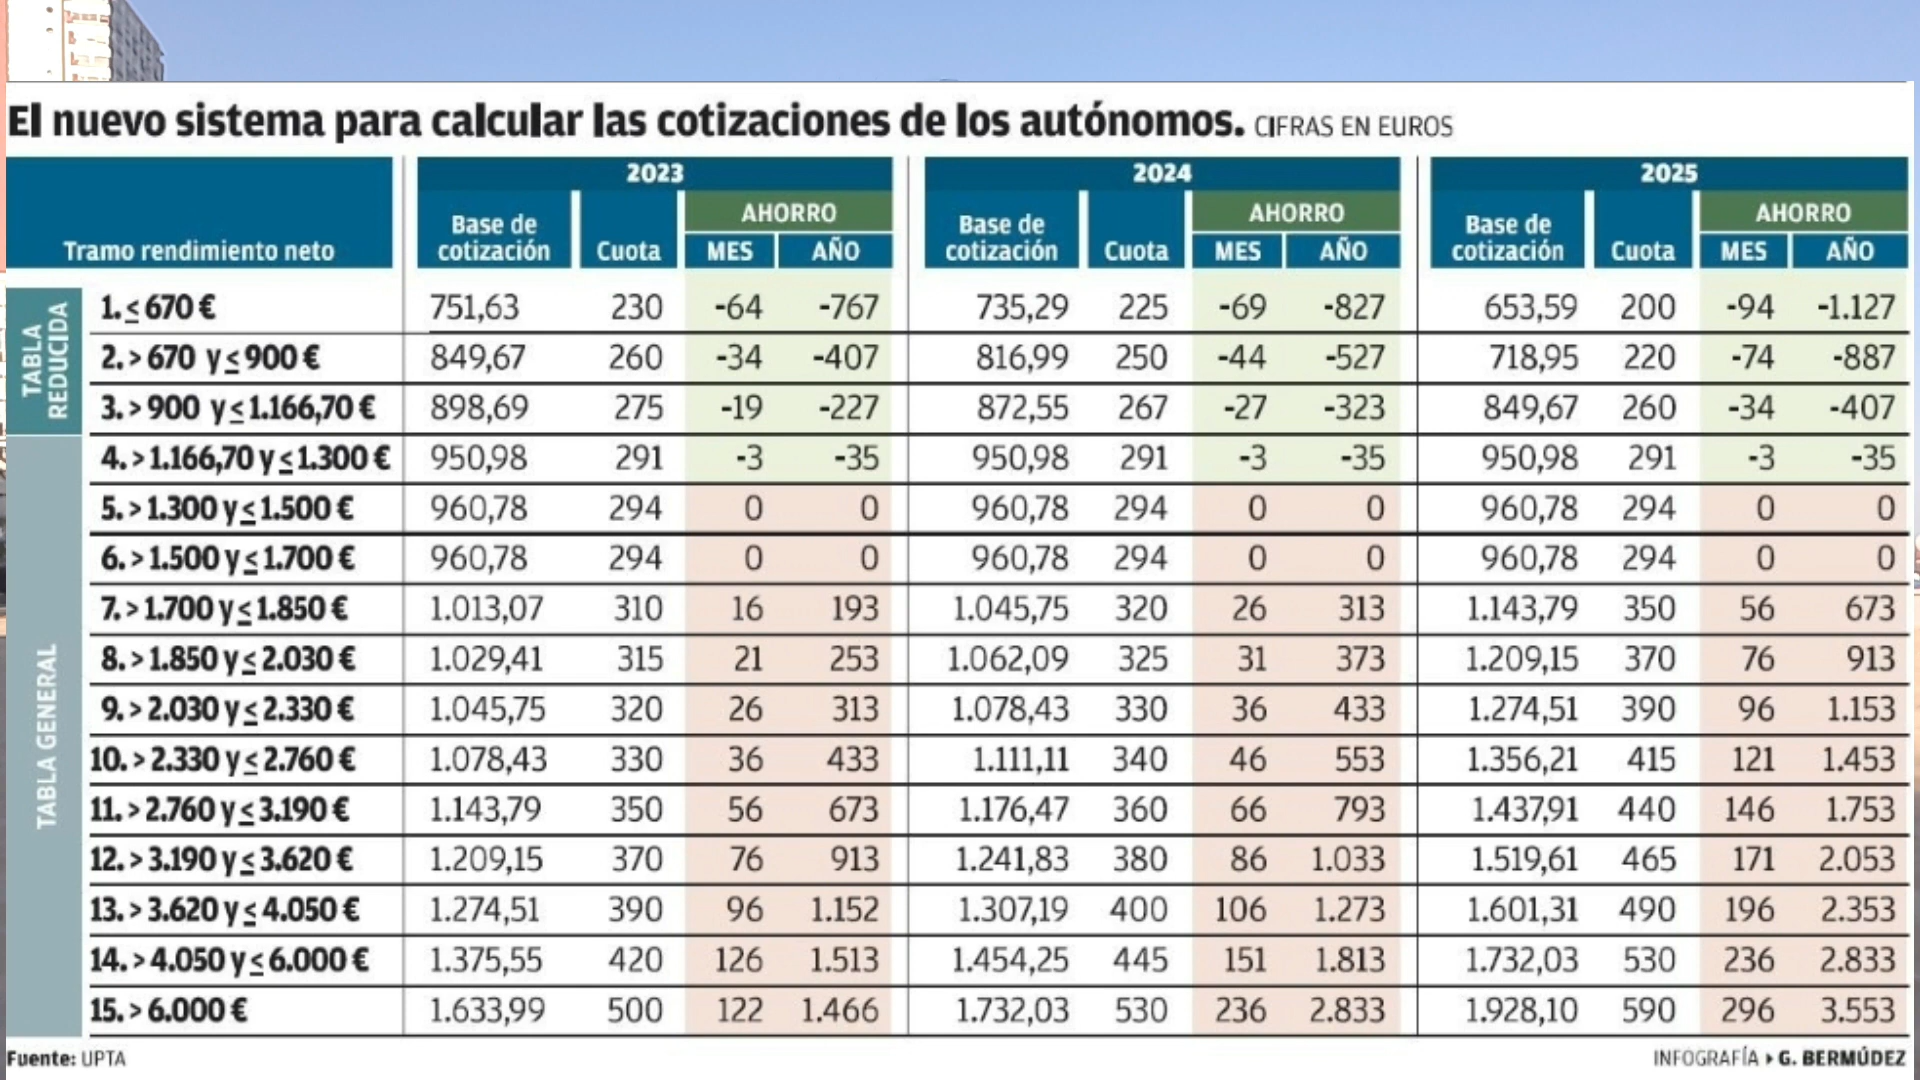 El nuevo sistema para calcular las cotizaciones de los autónomos. CIFRAS EN EUROS
2023 2024 2025
Tramo rendimiento neto Base de cotización Cuota AHORRO MES AÑO Base de cotización Cuota AHORRO MES AÑO Base de cotización Cuota AHORRO MES AÑO
TABLA REDUCIDA
1. ≤ 670 € 751,63 230 -64 -767 735,29 225 -69 -827 653,59 200 -94 -1.127
2. > 670 y ≤ 900 € 849,67 260 -34 -407 816,99 250 -44 -527 718,95 220 -74 -887
3. > 900 y ≤ 1.166,70 € 898,69 275 -19 -227 872,55 267 -27 -323 849,67 260 -34 -407
TABLA GENERAL
4. > 1.166,70 y ≤ 1.300 € 950,98 291 -3 -35 950,98 291 -3 -35 950,98 291 -3 -35
5. > 1.300 y ≤ 1.500 € 960,78 294 0 0 960,78 294 0 0 960,78 294 0 0
6. > 1.500 y ≤ 1.700 € 960,78 294 0 0 960,78 294 0 0 960,78 294 0 0
7. > 1.700 y ≤ 1.850 € 1.013,07 310 16 193 1.045,75 320 26 313 1.143,79 350 56 673
8. > 1.850 y ≤ 2.030 € 1.029,41 315 21 253 1.062,09 325 31 373 1.209,15 370 76 913
9. > 2.030 y ≤ 2.330 € 1.045,75 320 26 313 1.078,43 330 36 433 1.274,51 390 96 1.153
10. > 2.330 y ≤ 2.760 € 1.078,43 330 36 433 1.111,11 340 46 553 1.356,21 415 121 1.453
11. > 2.760 y ≤ 3.190 € 1.143,79 350 56 673 1.176,47 360 66 793 1.437,91 440 146 1.753
12. > 3.190 y ≤ 3.620 € 1.209,15 370 76 913 1.241,83 380 86 1.033 1.519,61 465 171 2.053
13. > 3.620 y ≤ 4.050 € 1.274,51 390 96 1.152 1.307,19 400 106 1.273 1.601,31 490 196 2.353
14. > 4.050 y ≤ 6.000 € 1.375,55 420 126 1.513 1.454,25 445 151 1.813 1.732,03 530 236 2.833
15. > 6.000 € 1.633,99 500 122 1.466 1.732,03 530 236 2.833 1.928,10 590 296 3.553
Fuente: UPTA INFOGRAFÍA ▸ G. BERMÚDEZ